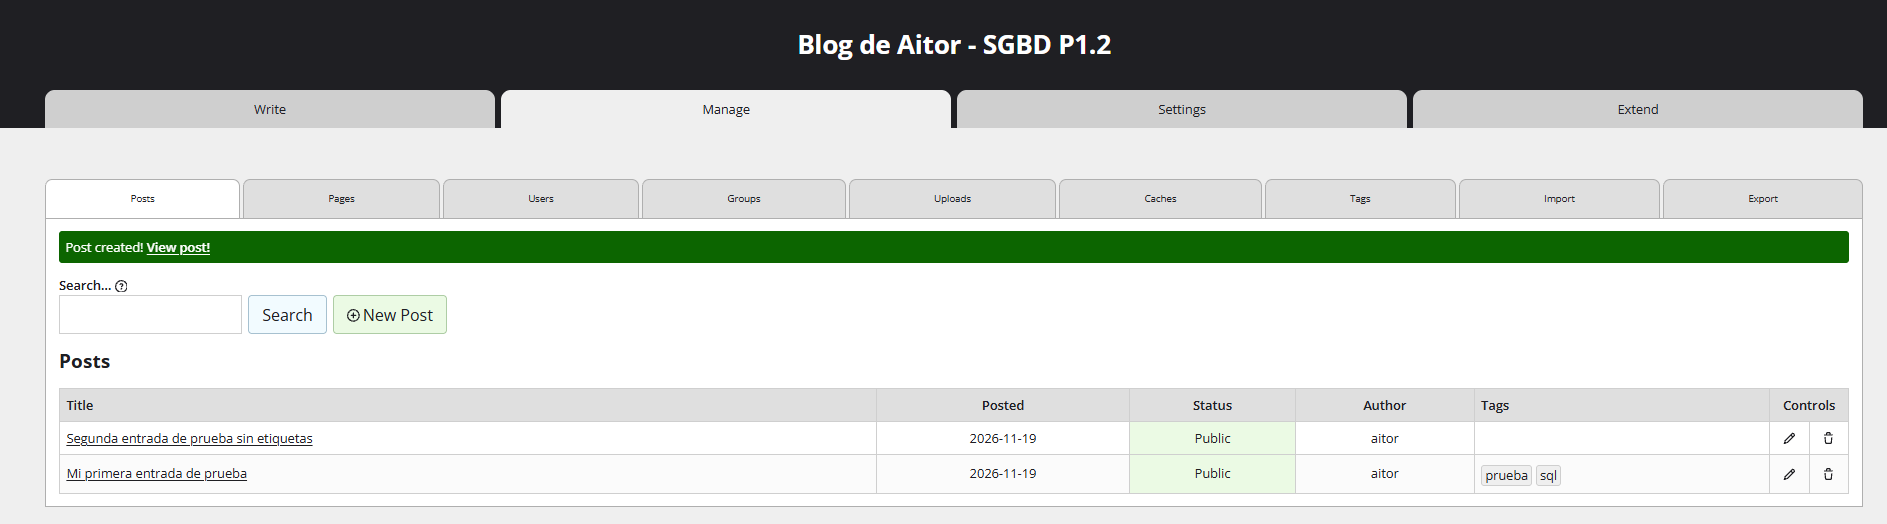 Blog de Aitor - SGBD P1.2
Write Manage Settings Extend
Posts Pages Users Groups Uploads Caches Tags Import Export
Post created! View post!
Search...
Search New Post
Posts
Title Posted Status Author Tags Controls
Segunda entrada de prueba sin etiquetas 2026-11-19 Public aitor
Mi primera entrada de prueba 2026-11-19 Public aitor prueba sql